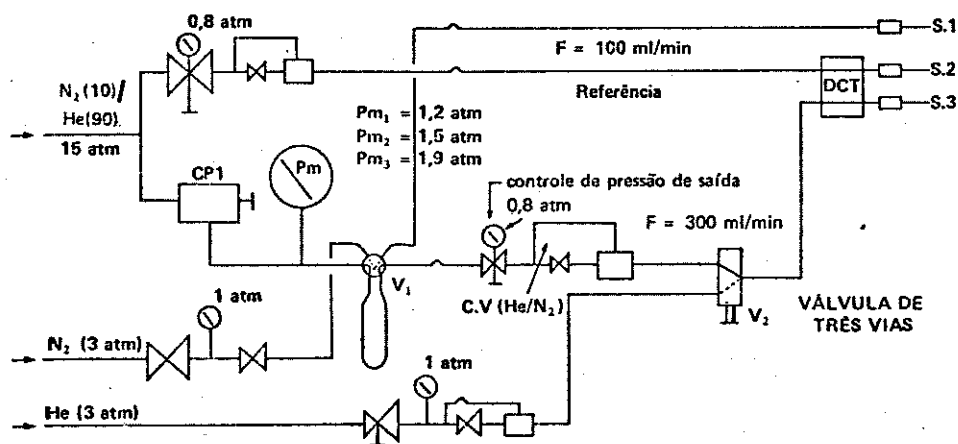 0,8 atm
S.1
F = 100 ml/min
S.2
N₂(10)/
He(90).
15 atm
Referência
DCT
S.3
Pm₁ = 1,2 atm
Pm₂ = 1,5 atm
Pm₃ = 1,9 atm
CP1
Pm
controle de pressão de saída
0,8 atm
F = 300 ml/min
V₁
C.V (He/N₂)
V₂
VÁLVULA DE
TRÊS VIAS
1 atm
N₂ (3 atm)
1 atm
He (3 atm)